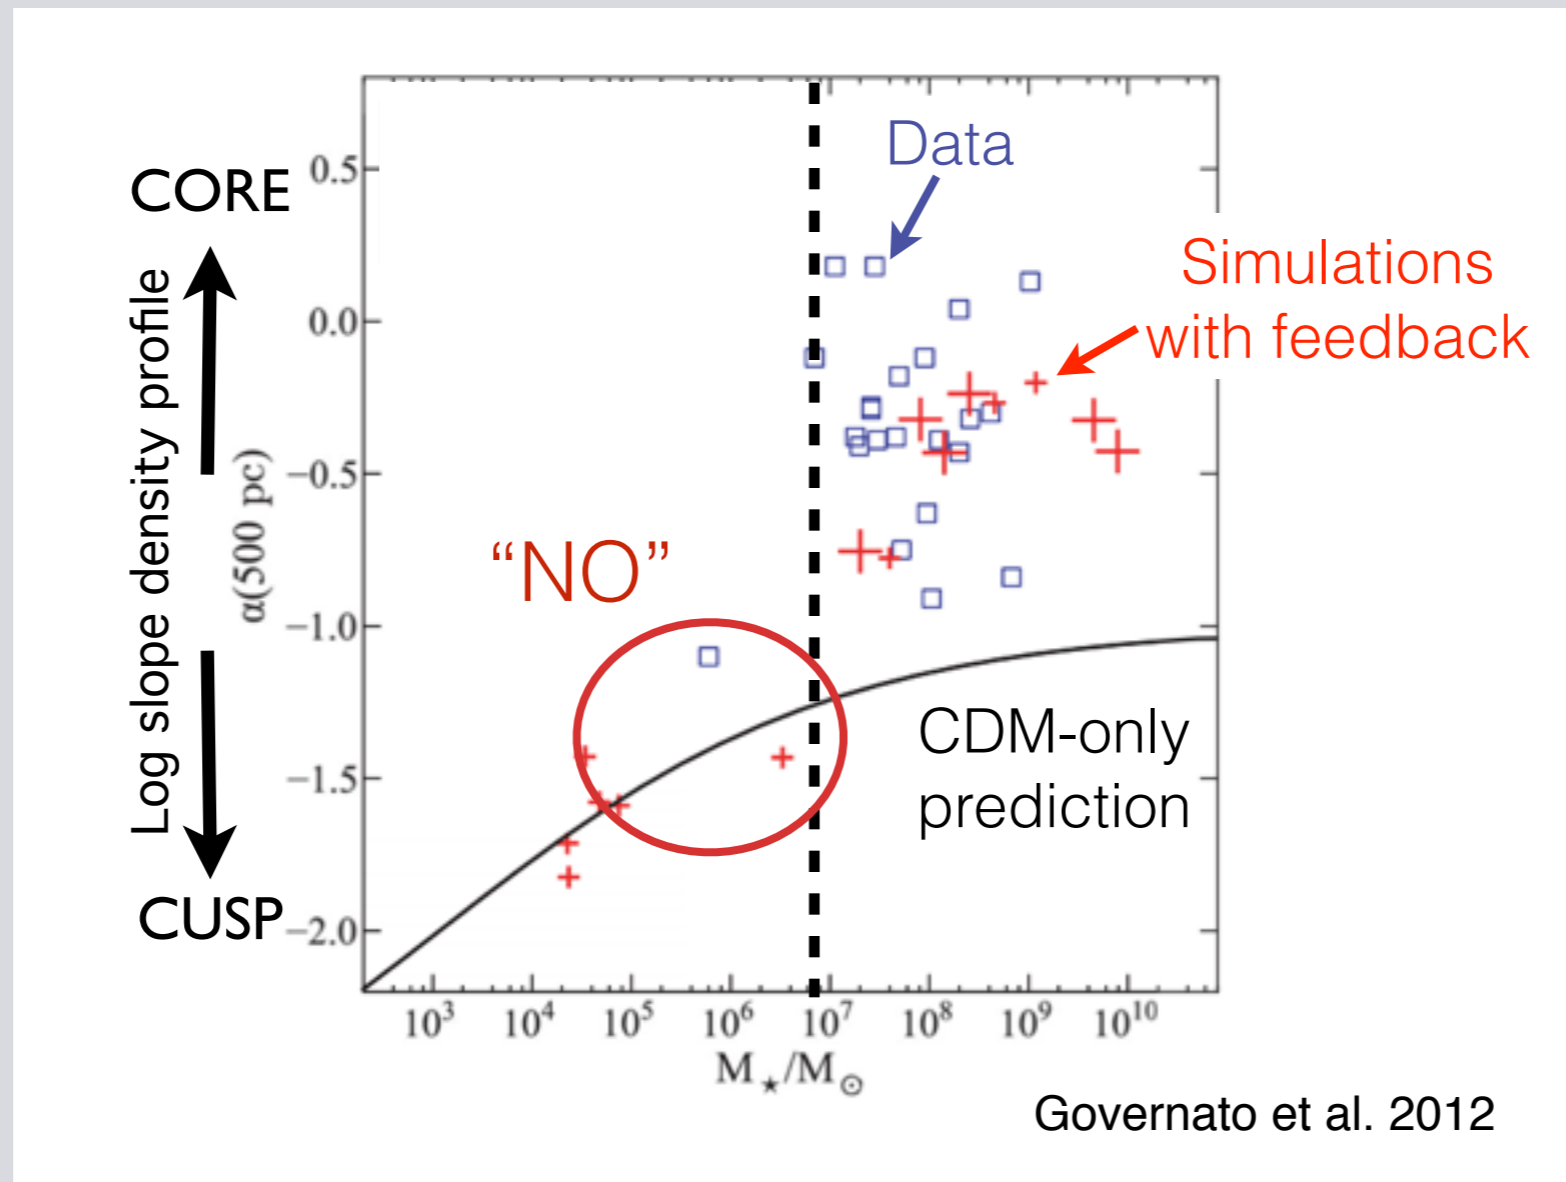 Data
CORE
Simulations
with feedback
Log slope density profile
α(500 pc)
0.5
0.0
−0.5
−1.0
−1.5
−2.0
“NO”
CDM-only
prediction
CUSP
10³ 10⁴ 10⁵ 10⁶ 10⁷ 10⁸ 10⁹ 10¹⁰
M⋆/M⊙
Governato et al. 2012